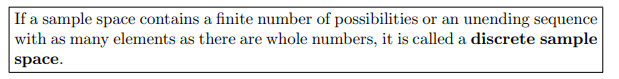 If a sample space contains a finite number of possibilities or an unending sequence
with as many elements as there are whole numbers, it is called a discrete sample
space.